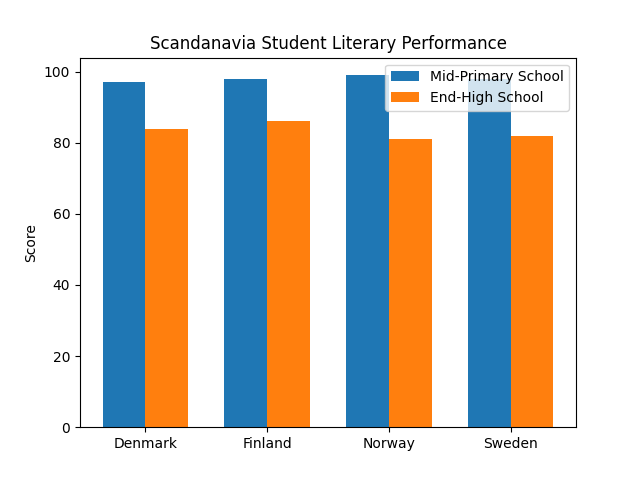 Scandanavia Student Literary Performance
Mid-Primary School
End-High School
Score
100
80
60
40
20
0
Denmark Finland Norway Sweden